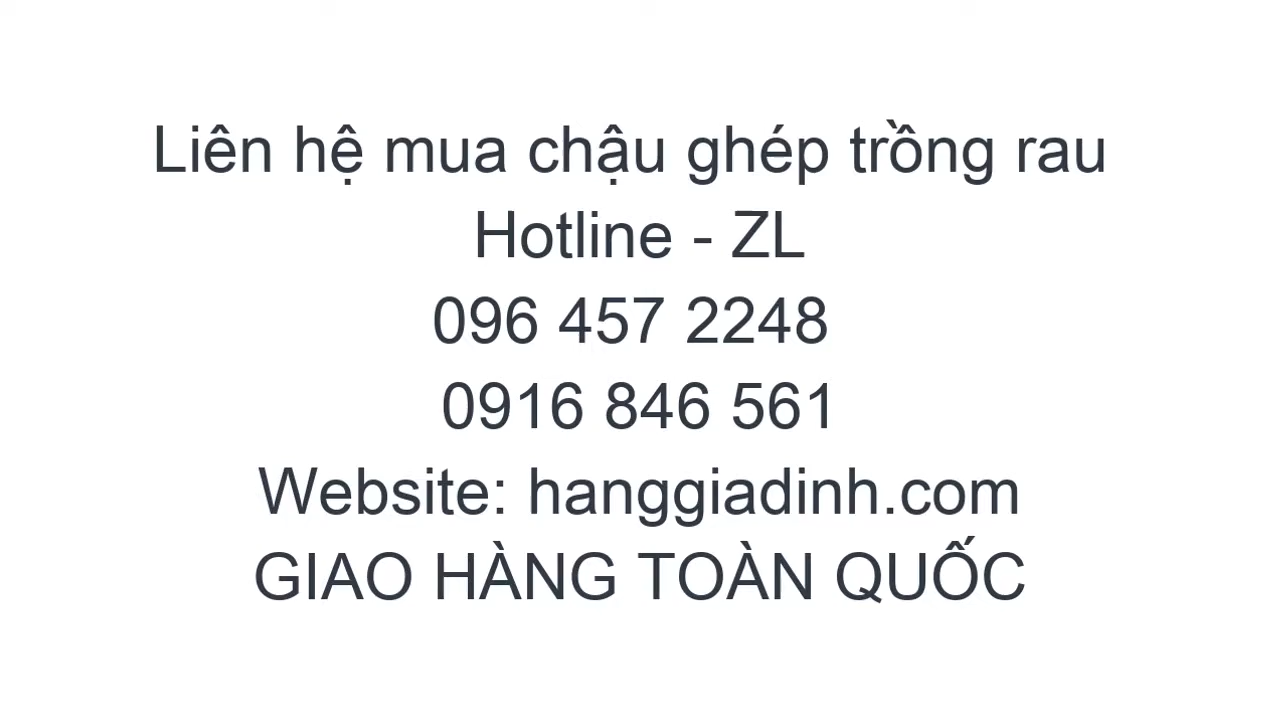 Liên hệ mua chậu ghép trồng rau
Hotline - ZL
096 457 2248
0916 846 561
Website: hanggiadinh.com
GIAO HÀNG TOÀN QUỐC